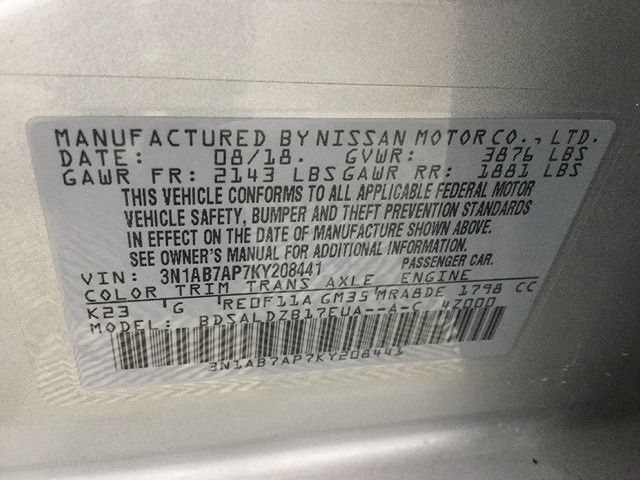 MANUFACTURED BY NISSAN MOTOR CO., LTD.
DATE: 08/18. GVWR: 3876 LBS
GAWR FR: 2143 LBS GAWR RR: 1881 LBS
THIS VEHICLE CONFORMS TO ALL APPLICABLE FEDERAL MOTOR
VEHICLE SAFETY, BUMPER AND THEFT PREVENTION STANDARDS
IN EFFECT ON THE DATE OF MANUFACTURE SHOWN ABOVE.
SEE OWNER'S MANUAL FOR ADDITIONAL INFORMATION.
VIN: 3N1AB7AP7KY208441 PASSENGER CAR.
COLOR TRIM TRANS AXLE ENGINE
K23 G RE0F11A GM35 MRA8DE 1798 CC
MODEL: BDSALDZB17EUA--A-C 4Z000
3N1AB7AP7KY208441